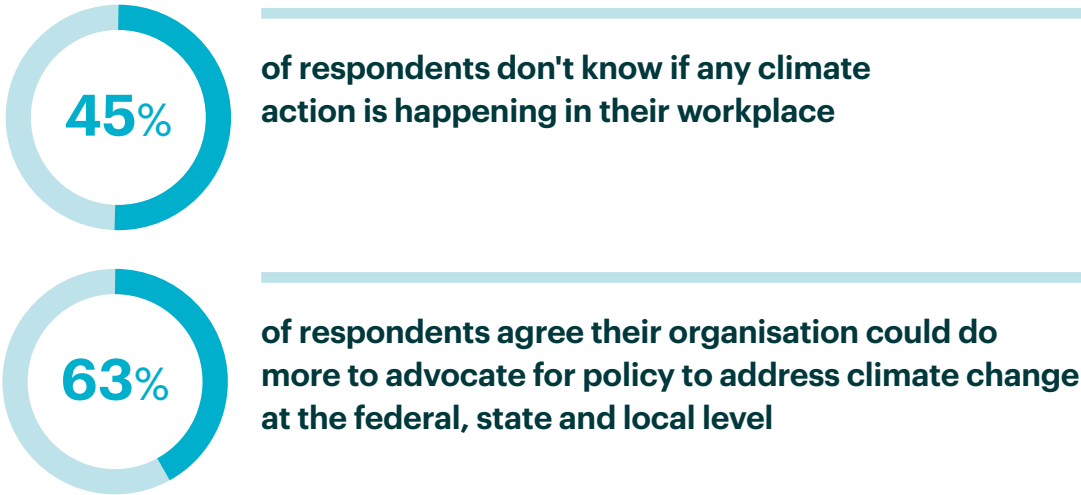 45%
of respondents don't know if any climate
action is happening in their workplace
63%
of respondents agree their organisation could do
more to advocate for policy to address climate change
at the federal, state and local level